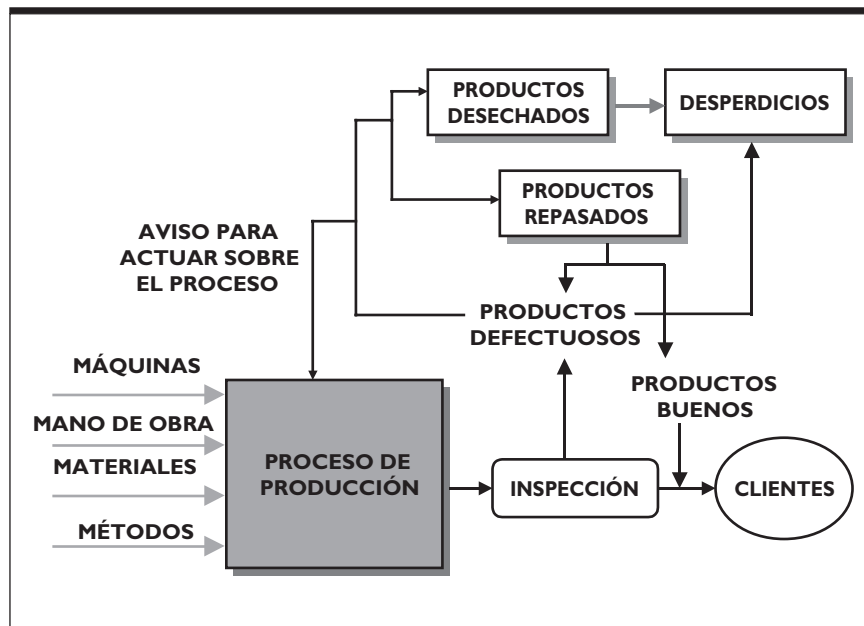 PRODUCTOS
DESECHADOS
DESPERDICIOS
PRODUCTOS
REPASADOS
AVISO PARA
ACTUAR SOBRE
EL PROCESO
PRODUCTOS
DEFECTUOSOS
MÁQUINAS
MANO DE OBRA
MATERIALES
MÉTODOS
PROCESO DE
PRODUCCIÓN
INSPECCIÓN
PRODUCTOS
BUENOS
CLIENTES